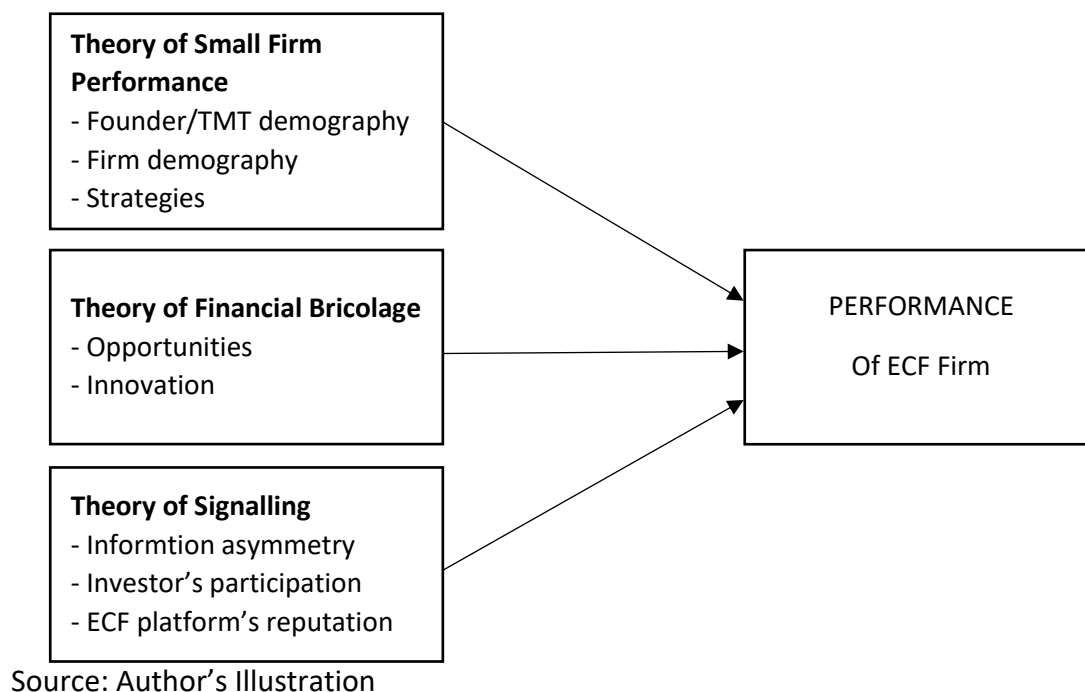 Theory of Small Firm
Performance
- Founder/TMT demography
- Firm demography
- Strategies
Theory of Financial Bricolage
- Opportunities
- Innovation
Theory of Signalling
- Informtion asymmetry
- Investor’s participation
- ECF platform’s reputation
PERFORMANCE
Of ECF Firm
Source: Author’s Illustration